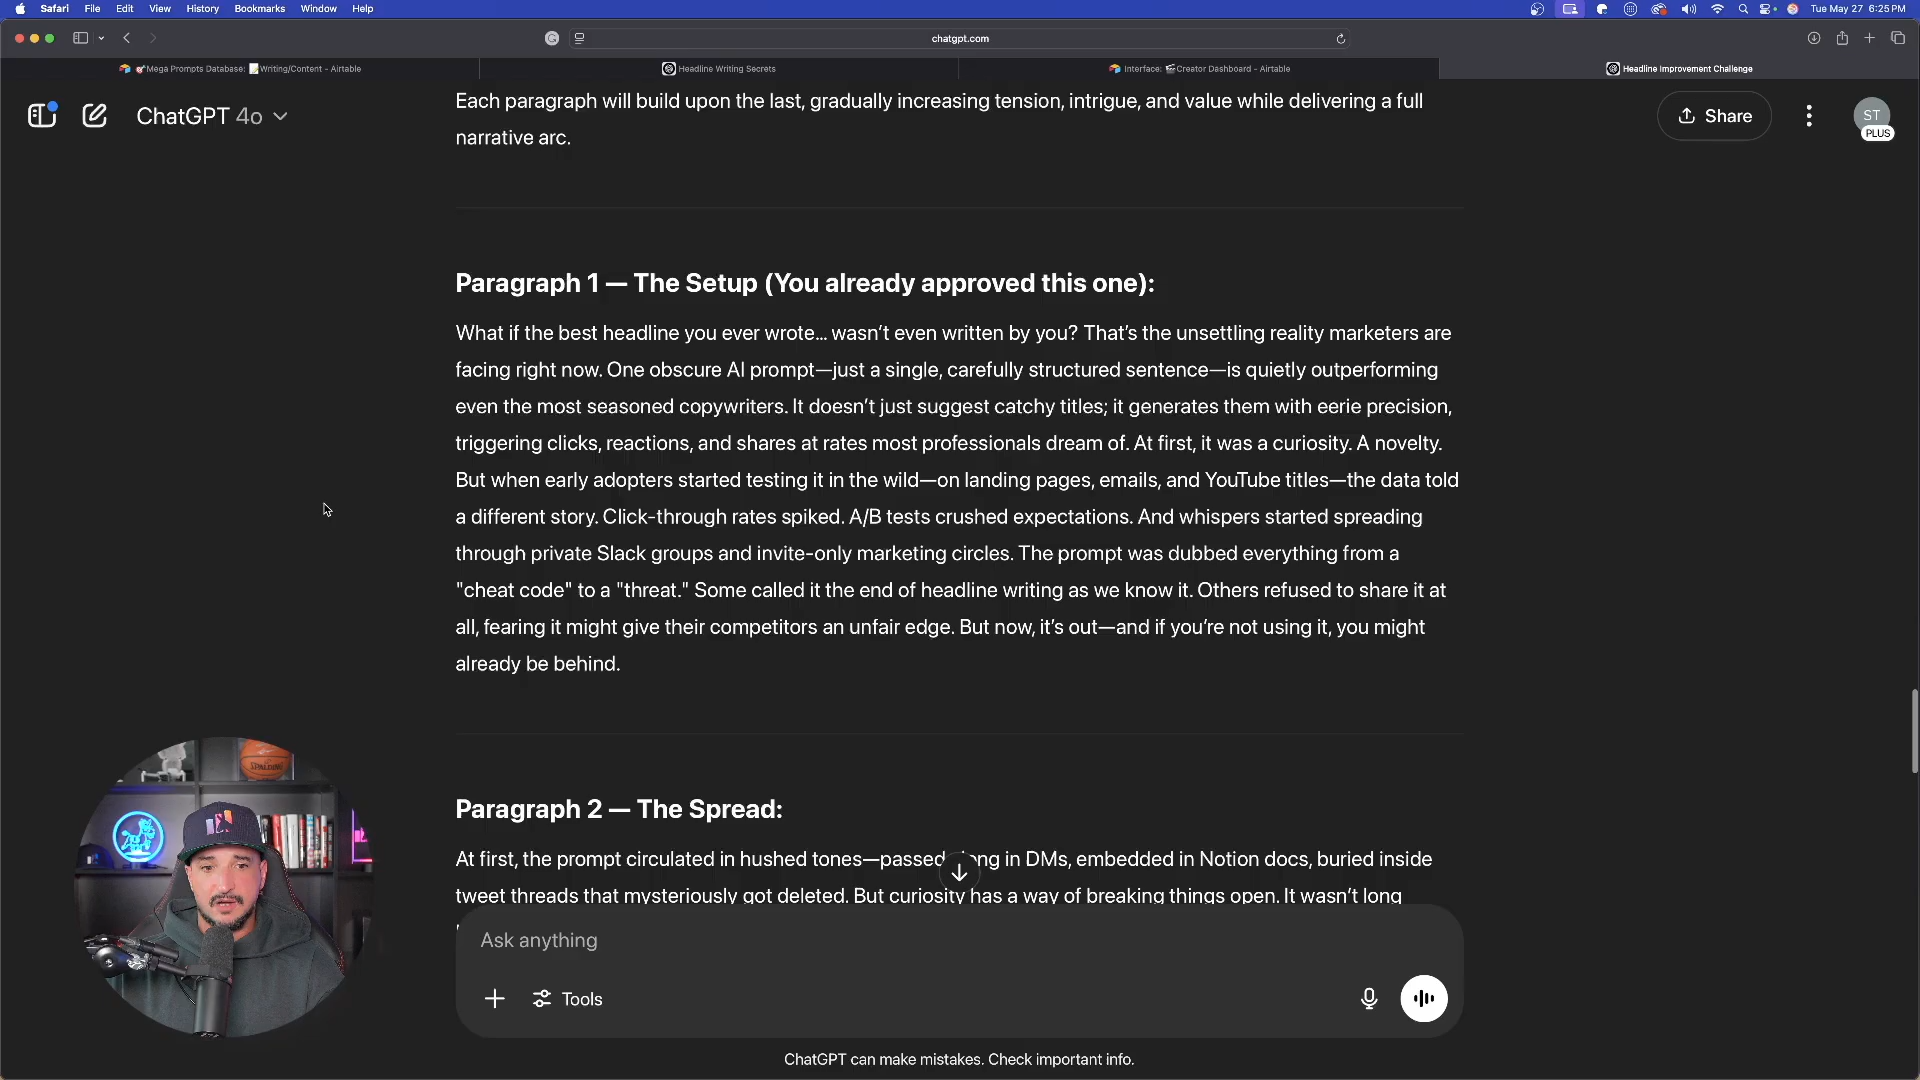 Safari File Edit View History Bookmarks Window Help
Tue May 27 6:25 PM
chatgpt.com
Mega Prompts Database: Writing/Content - Airtable
Headline Writing Secrets
Interface: Creator Dashboard - Airtable
Headline Improvement Challenge
ChatGPT 4o
Share
ST
PLUS
Each paragraph will build upon the last, gradually increasing tension, intrigue, and value while delivering a full
narrative arc.
Paragraph 1 — The Setup (You already approved this one):
What if the best headline you ever wrote… wasn’t even written by you? That’s the unsettling reality marketers are
facing right now. One obscure AI prompt—just a single, carefully structured sentence—is quietly outperforming
even the most seasoned copywriters. It doesn’t just suggest catchy titles; it generates them with eerie precision,
triggering clicks, reactions, and shares at rates most professionals dream of. At first, it was a curiosity. A novelty.
But when early adopters started testing it in the wild—on landing pages, emails, and YouTube titles—the data told
a different story. Click-through rates spiked. A/B tests crushed expectations. And whispers started spreading
through private Slack groups and invite-only marketing circles. The prompt was dubbed everything from a
"cheat code" to a "threat." Some called it the end of headline writing as we know it. Others refused to share it at
all, fearing it might give their competitors an unfair edge. But now, it’s out—and if you’re not using it, you might
already be behind.
Paragraph 2 — The Spread:
At first, the prompt circulated in hushed tones—passed in DMs, embedded in Notion docs, buried inside
tweet threads that mysteriously got deleted. But curiosity has a way of breaking things open. It wasn’t long
Ask anything
Tools
ChatGPT can make mistakes. Check important info.
SPALDING